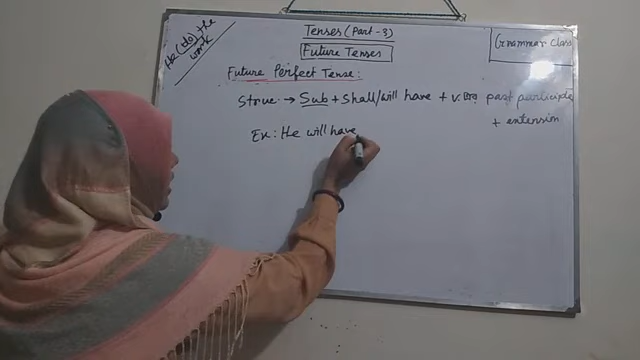 Tenses (Part-3)
Future Tenses
Grammar Class
He (do) the
work
Future Perfect Tense:
Struc → Sub + Shall/will have + v. past participle
+ extension
Ex: He will have